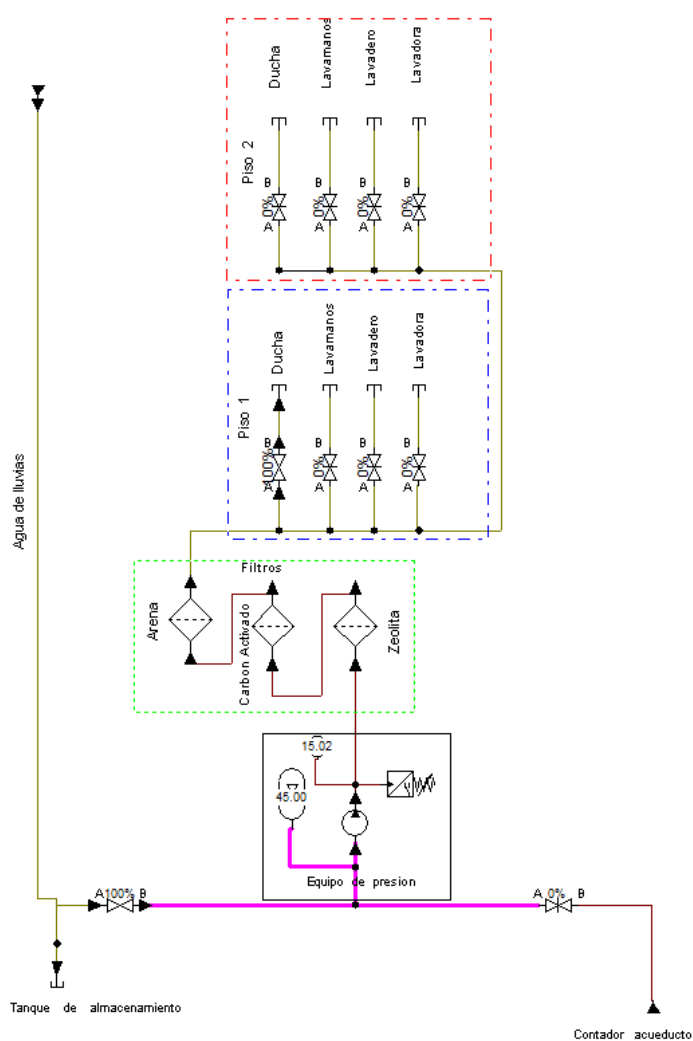 Ducha
Lavamanos
Lavadero
Lavadora
Piso 2
B B B B
0% 0% 0% 0%
A A A A
Ducha
Lavamanos
Lavadero
Lavadora
Piso 1
B B B B
100% 0% 0% 0%
A A A A
Agua de lluvias
Filtros
Arena
Carbon Activado
Zeolita
15.02
45.00
Equipo de presion
A 100% B
A 0% B
Tanque de almacenamiento
Contador acueducto